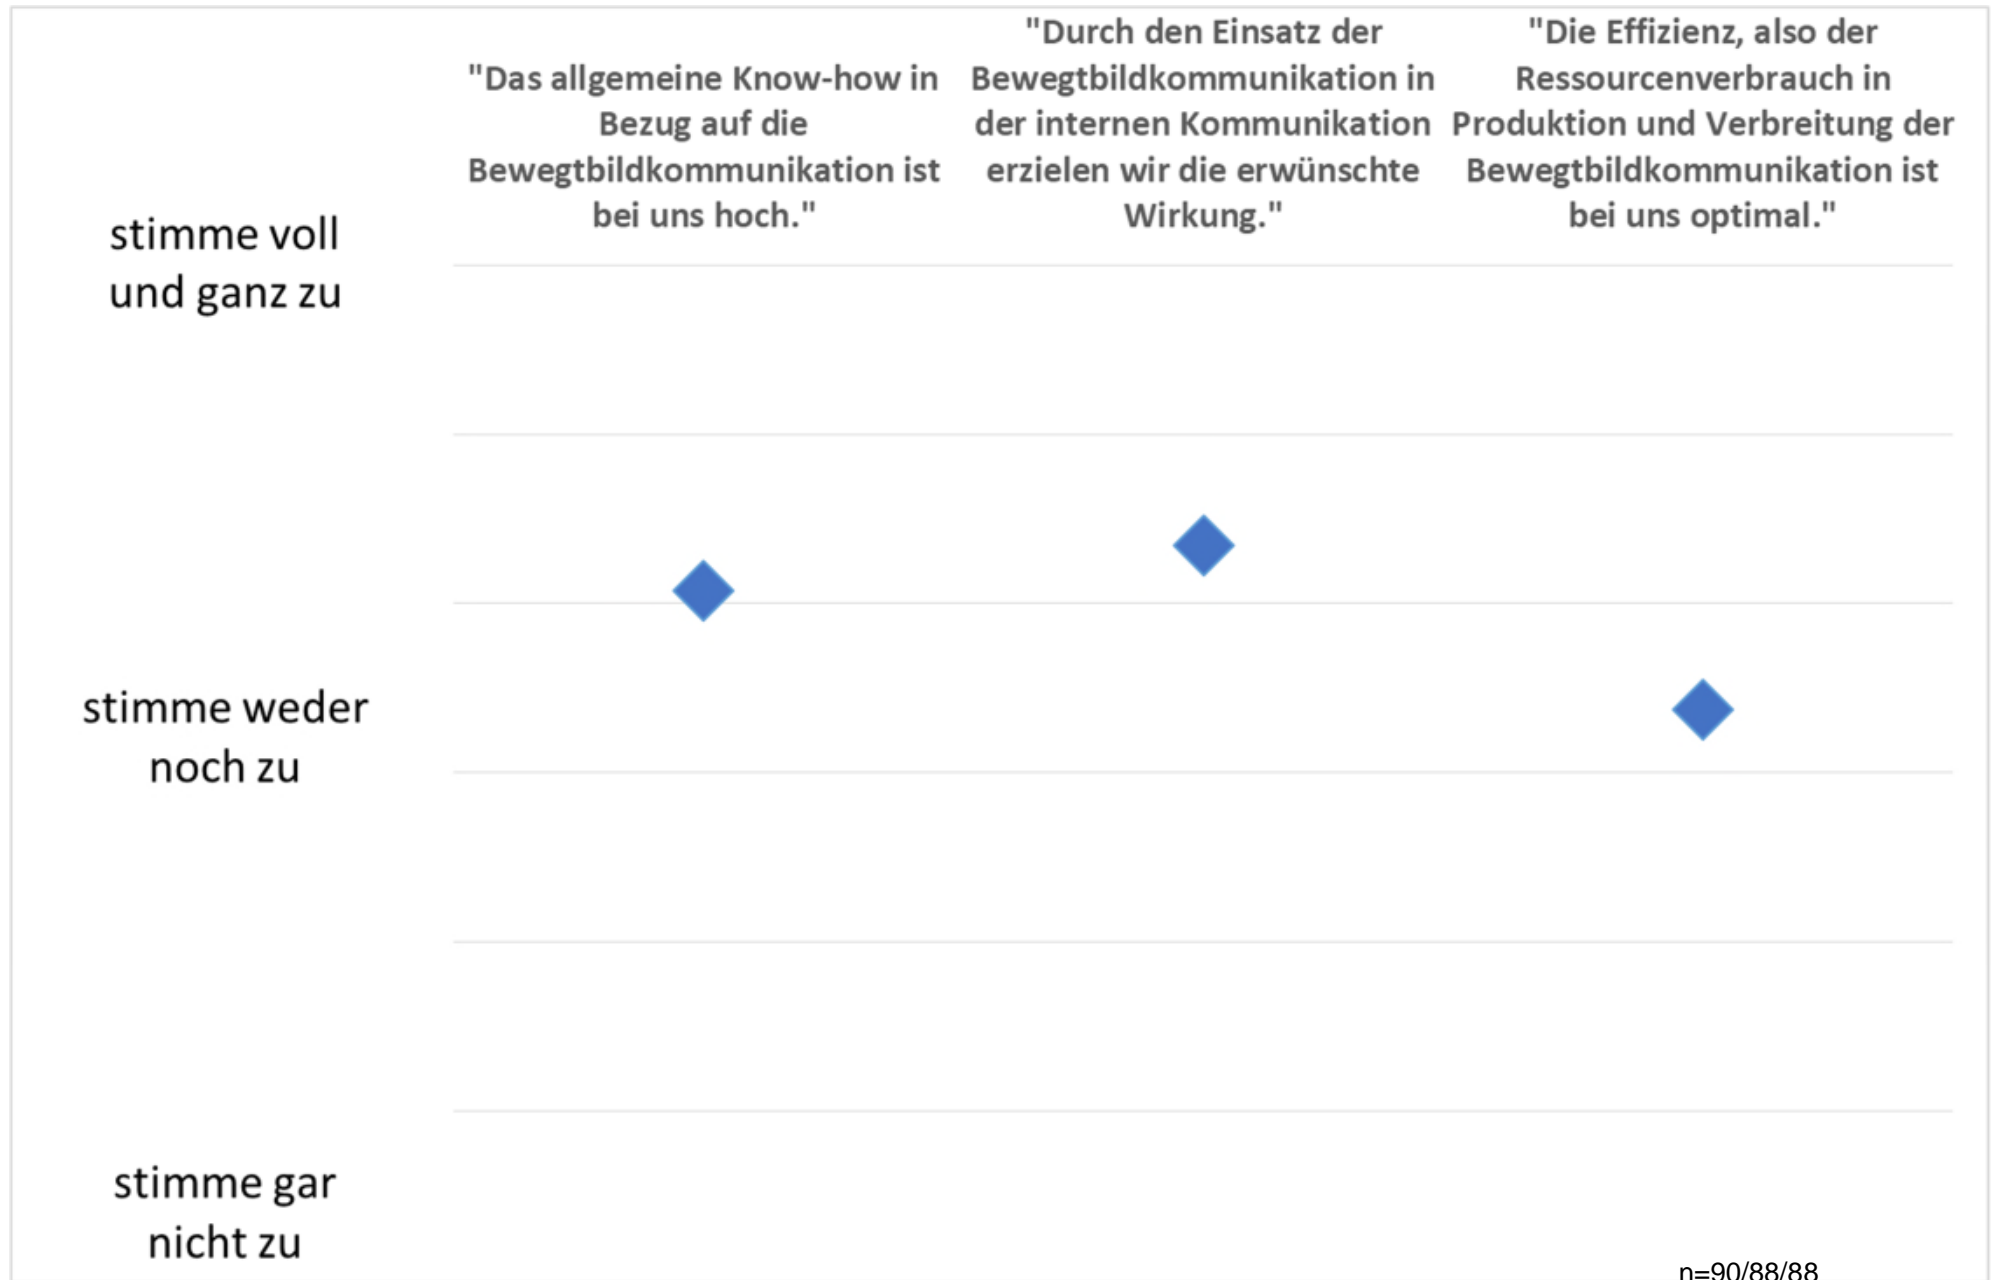 "Das allgemeine Know-how in
Bezug auf die
Bewegtbildkommunikation ist
bei uns hoch."
"Durch den Einsatz der
Bewegtbildkommunikation in
der internen Kommunikation
erzielen wir die erwünschte
Wirkung."
"Die Effizienz, also der
Ressourcenverbrauch in
Produktion und Verbreitung der
Bewegtbildkommunikation ist
bei uns optimal."
stimme voll
und ganz zu
stimme weder
noch zu
stimme gar
nicht zu
n=90/88/88